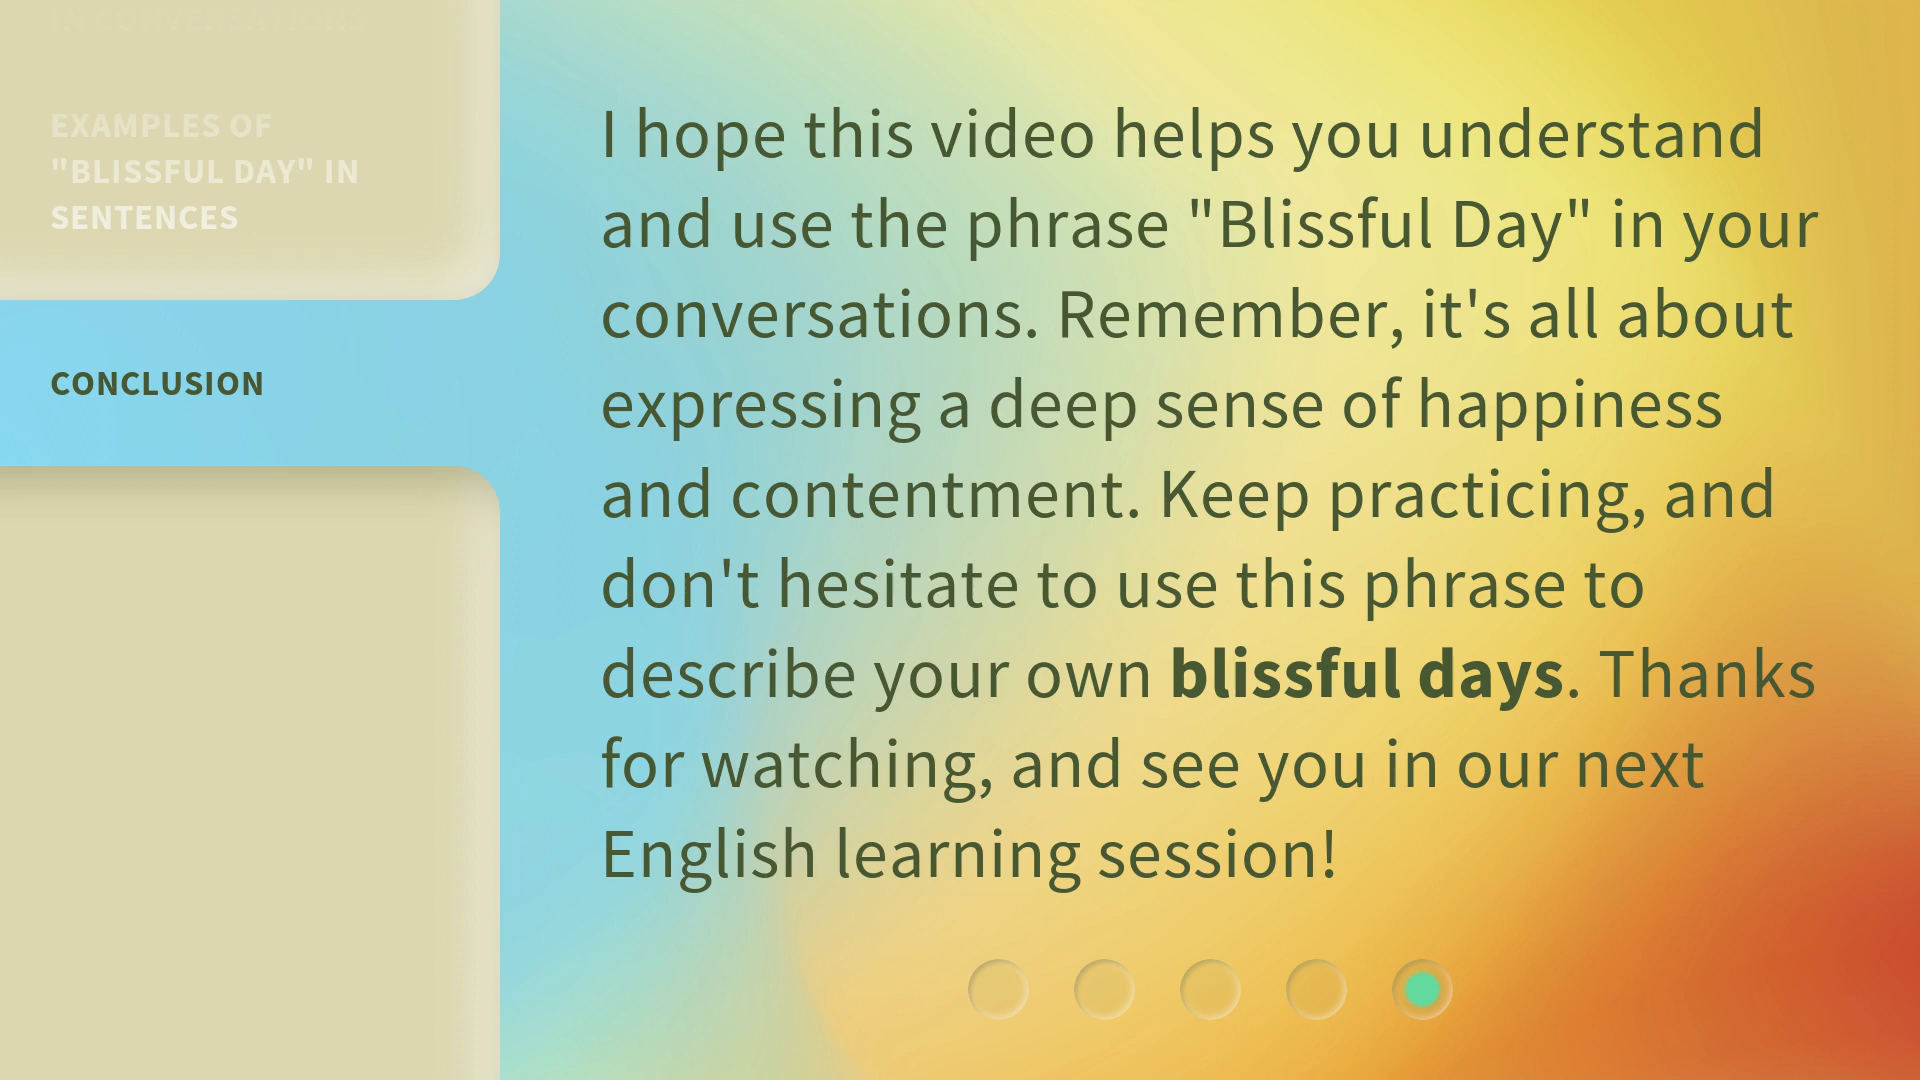 IN CONVERSATIONS
EXAMPLES OF
"BLISSFUL DAY" IN
SENTENCES
CONCLUSION
I hope this video helps you understand
and use the phrase "Blissful Day" in your
conversations. Remember, it's all about
expressing a deep sense of happiness
and contentment. Keep practicing, and
don't hesitate to use this phrase to
describe your own blissful days. Thanks
for watching, and see you in our next
English learning session!